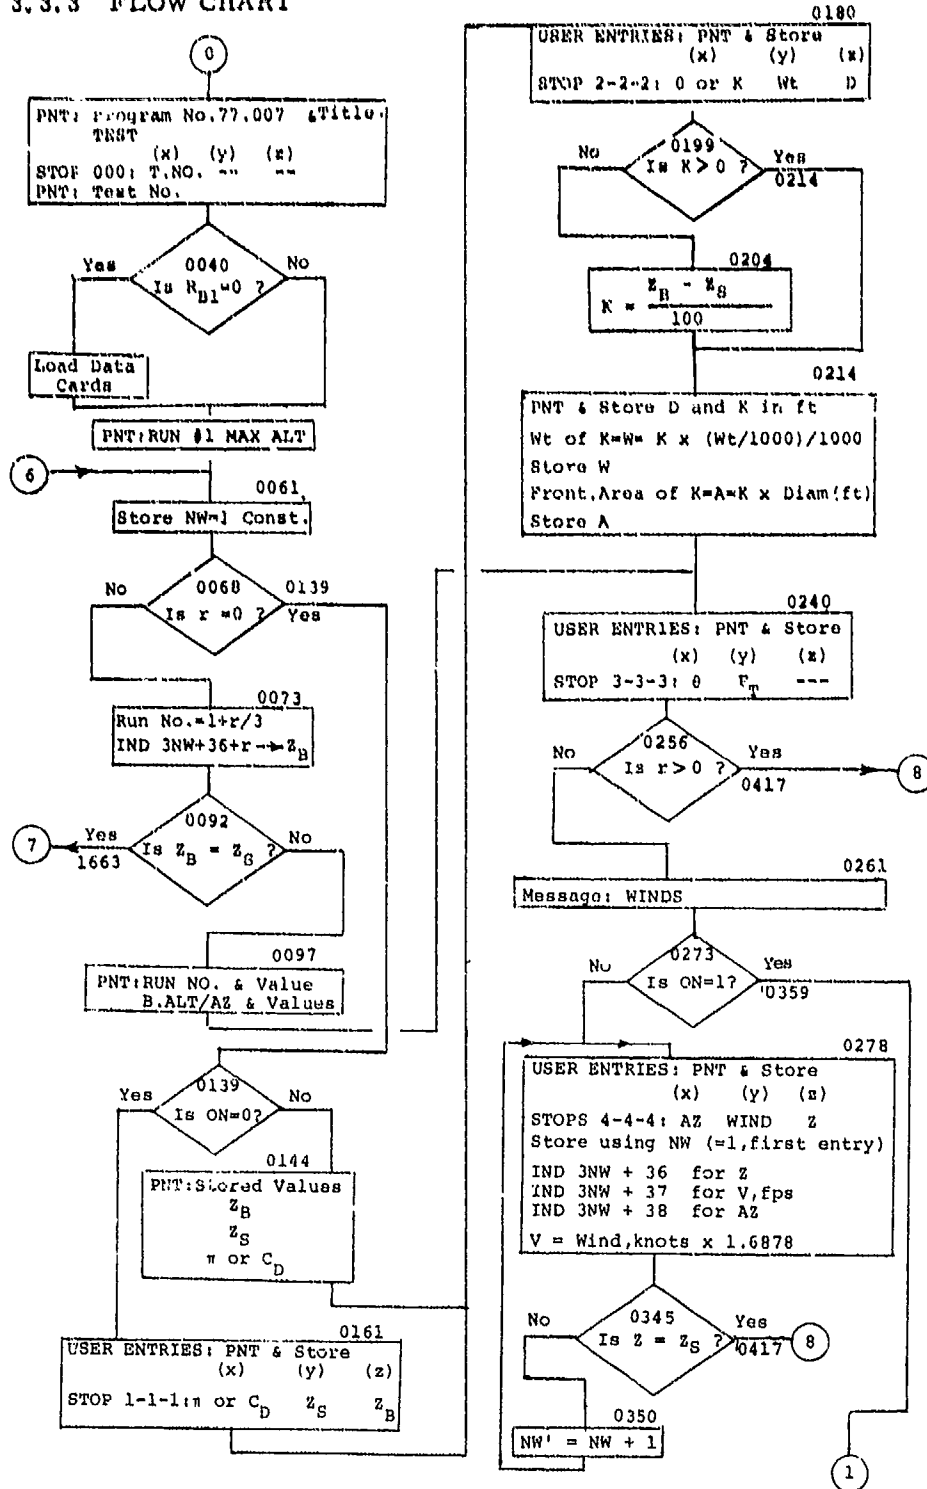 3.3.3 FLOW CHART
0
PNT: Program No.77.007 &Title.
TEST
(x) (y) (z)
STOP 000: T.NO. -- --
PNT: Test No.
Yes
0040
Is R_B1=0 ?
No
Load Data
Cards
PNT:RUN #1 MAX ALT
6
0061
Store NW=1 Const.
No
0068
Is r =0 ?
0139
Yes
0073
Run No.=1+r/3
IND 3NW+36+r→Z_B
7
Yes
1663
0092
Is Z_B = Z_S ?
No
0097
PNT:RUN NO. & Value
B.ALT/AZ & Values
Yes
0139
Is ON=0?
No
0144
PNT:Stored Values
Z_B
Z_S
π or C_D
0161
USER ENTRIES: PNT & Store
(x) (y) (z)
STOP 1-1-1:π or C_D Z_S Z_B
0180
USER ENTRIES: PNT & Store
(x) (y) (z)
STOP 2-2-2: 0 or K Wt D
No
0199
Is K> 0 ?
Yes
0214
0204
K = Z_B - Z_S
100
0214
PNT & Store D and K in ft
Wt of K=W= K x (Wt/1000)/1000
Store W
Front.Area of K=A=K x Diam(ft)
Store A
0240
USER ENTRIES: PNT & Store
(x) (y) (z)
STOP 3-3-3: θ F_T ---
No
0256
Is r> 0 ?
Yes
0417
8
0261
Message: WINDS
No
0273
Is ON=1?
Yes
0359
0278
USER ENTRIES: PNT & Store
(x) (y) (z)
STOPS 4-4-4: AZ WIND Z
Store using NW (=1,first entry)
IND 3NW + 36 for Z
IND 3NW + 37 for V,fps
IND 3NW + 38 for AZ
V = Wind,knots x 1.6878
No
0345
Is Z = Z_S ?
Yes
0417
8
0350
NW' = NW + 1
1